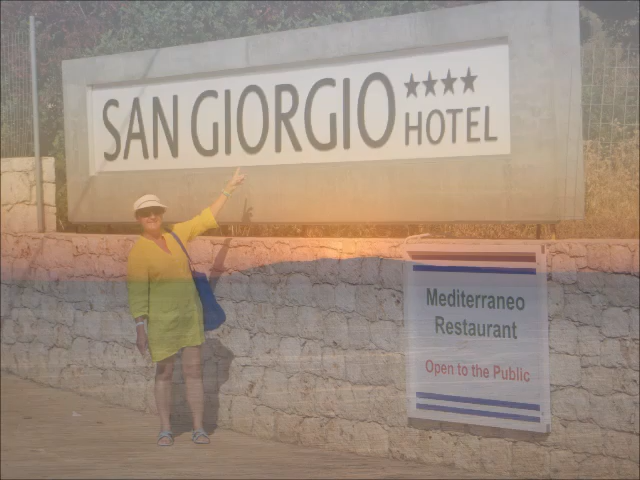 SAN GIORGIO HOTEL
Mediterraneo
Restaurant
Open to the Public